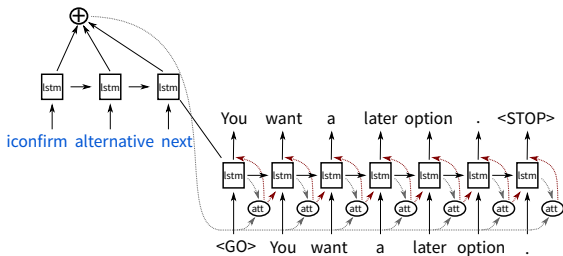 lstm lstm lstm
iconfirm alternative next
You want a later option . <STOP>
lstm lstm lstm lstm lstm lstm lstm
att att att att att att att
<GO> You want a later option .